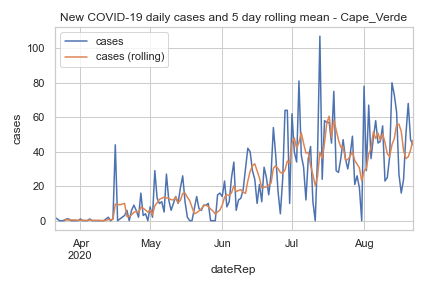 New COVID-19 daily cases and 5 day rolling mean - Cape_Verde
cases
cases (rolling)
100
80
60
40
20
0
cases
Apr
2020
May
Jun
Jul
Aug
dateRep